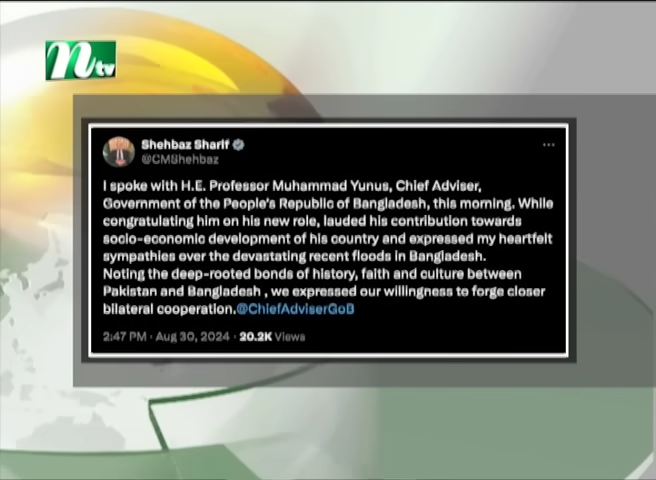 ntv
Shehbaz Sharif
@CMShehbaz
I spoke with H.E. Professor Muhammad Yunus, Chief Adviser,
Government of the People's Republic of Bangladesh, this morning. While
congratulating him on his new role, lauded his contribution towards
socio-economic development of his country and expressed my heartfelt
sympathies over the devastating recent floods in Bangladesh.
Noting the deep-rooted bonds of history, faith and culture between
Pakistan and Bangladesh , we expressed our willingness to forge closer
bilateral cooperation.@ChiefAdviserGoB
2:47 PM · Aug 30, 2024 · 20.2K Views